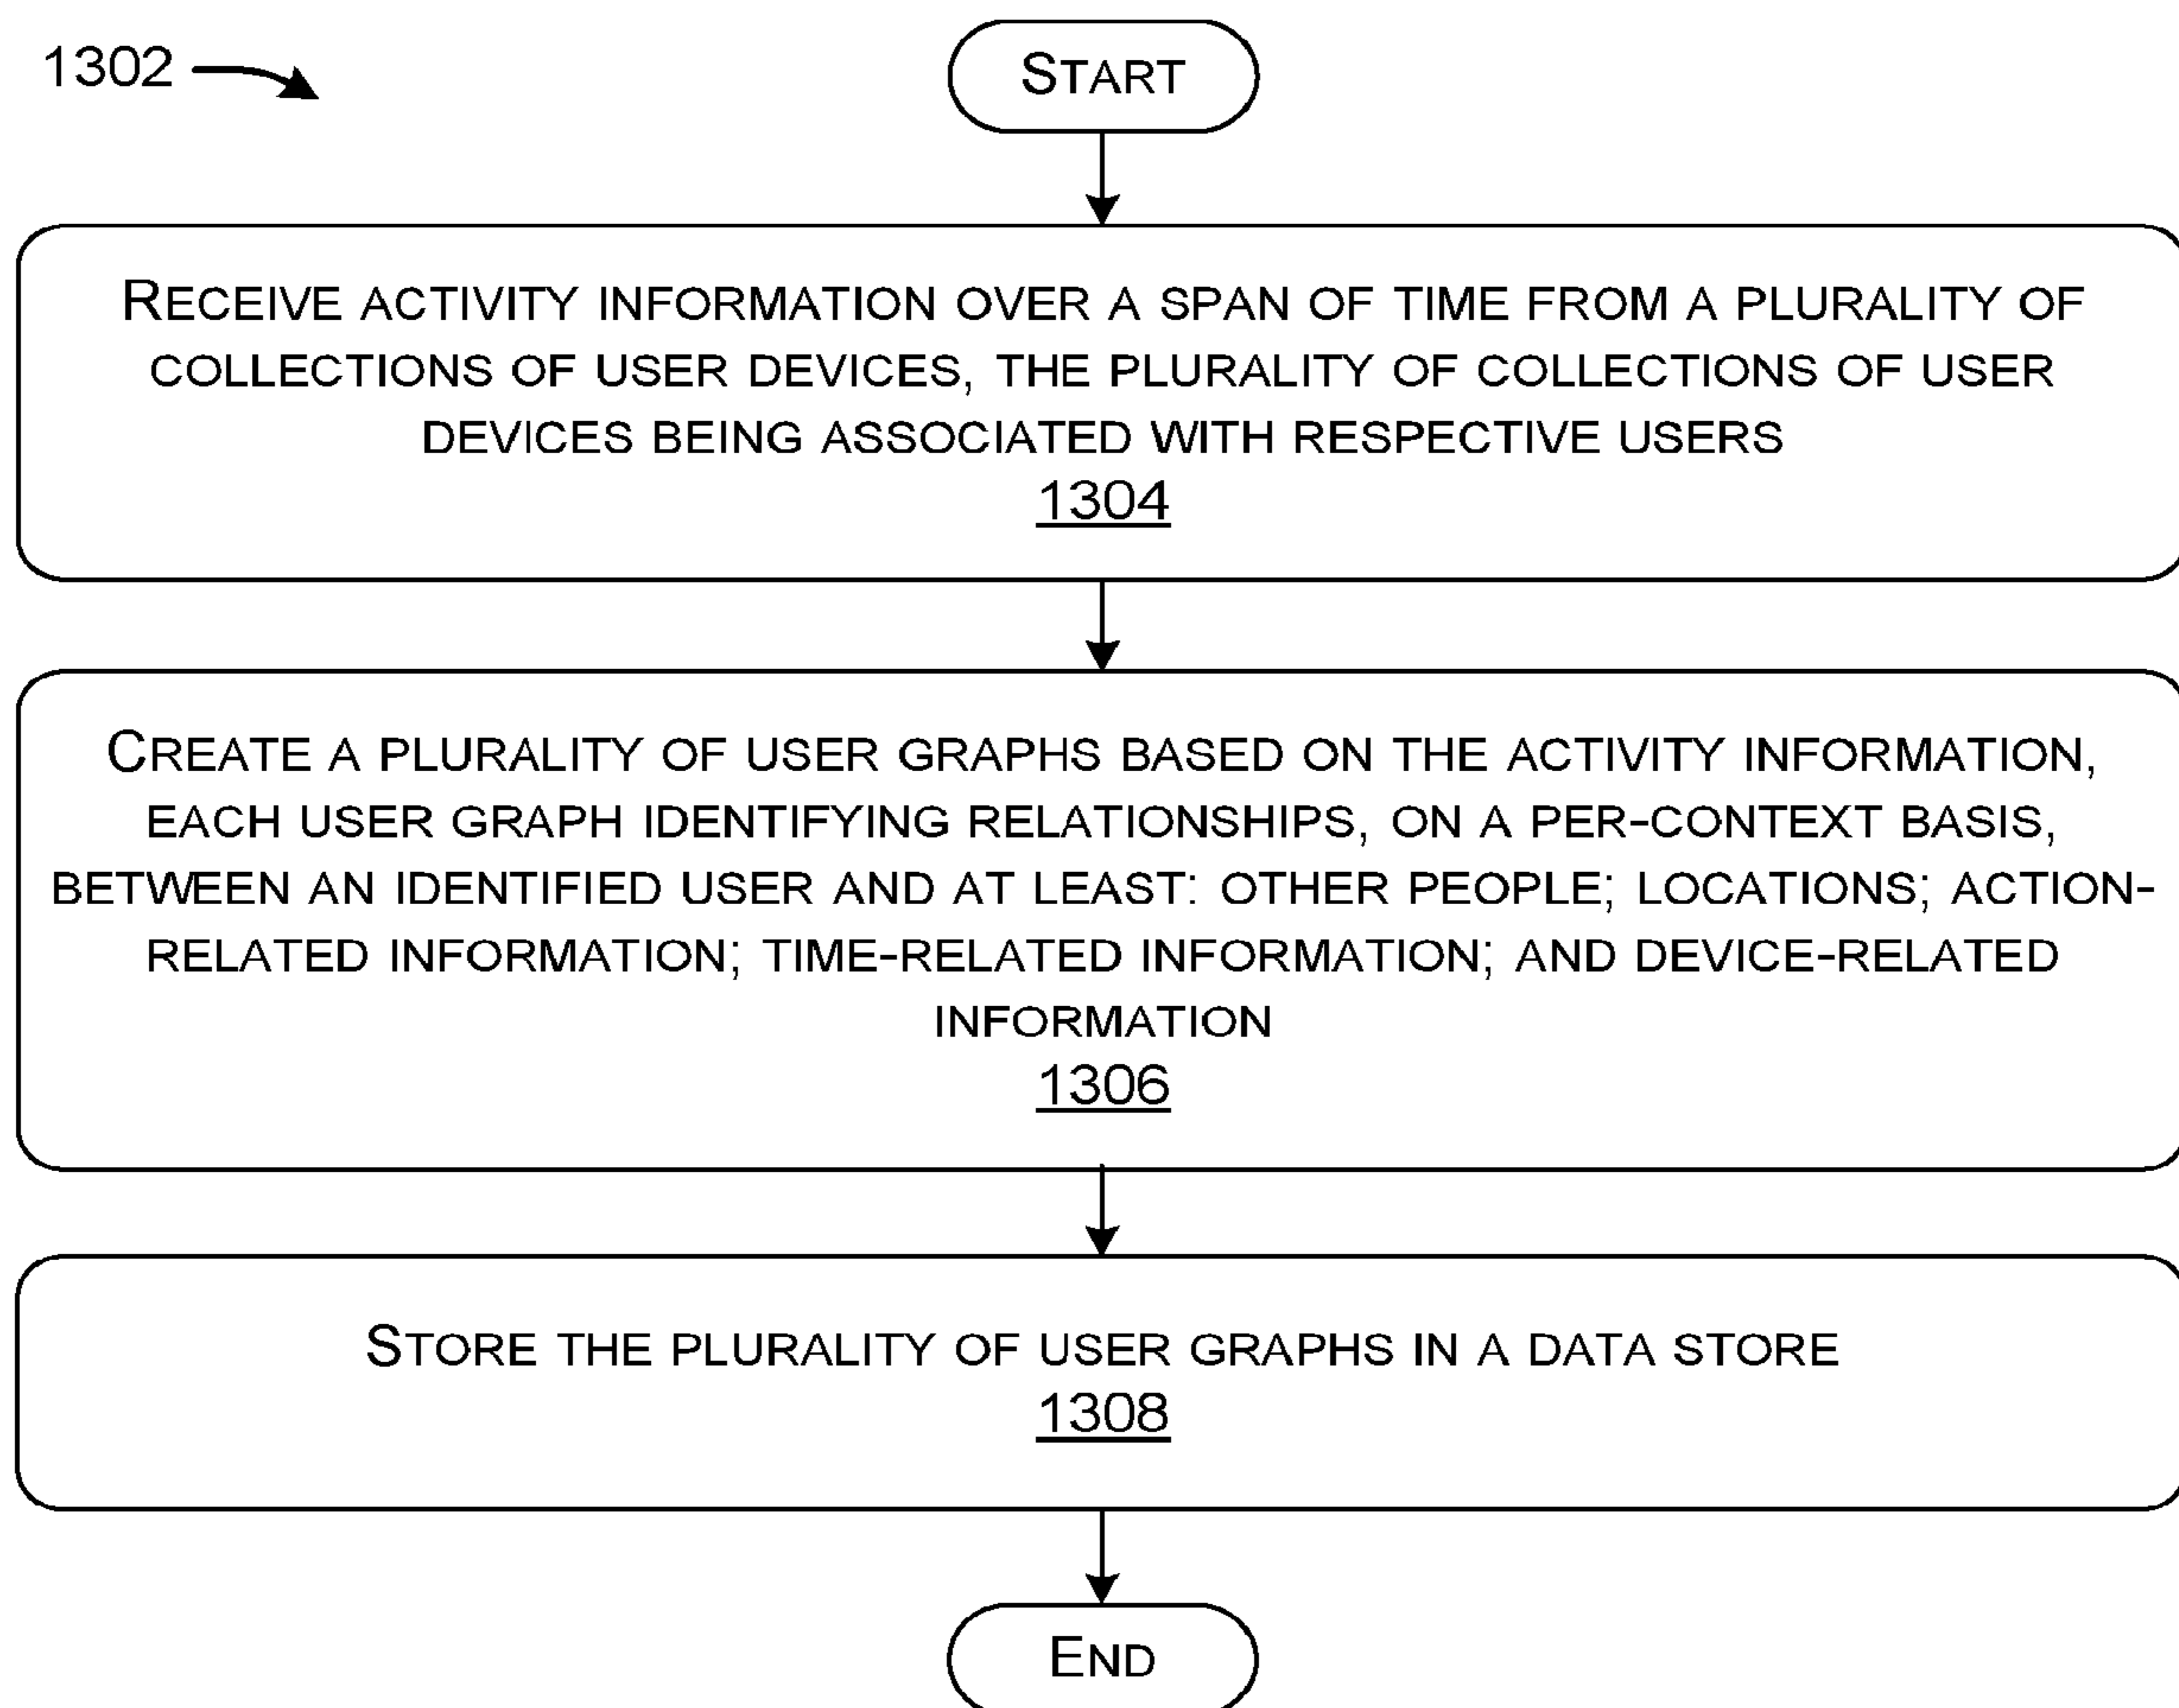 1302
START
RECEIVE ACTIVITY INFORMATION OVER A SPAN OF TIME FROM A PLURALITY OF
COLLECTIONS OF USER DEVICES, THE PLURALITY OF COLLECTIONS OF USER
DEVICES BEING ASSOCIATED WITH RESPECTIVE USERS
1304
CREATE A PLURALITY OF USER GRAPHS BASED ON THE ACTIVITY INFORMATION,
EACH USER GRAPH IDENTIFYING RELATIONSHIPS, ON A PER-CONTEXT BASIS,
BETWEEN AN IDENTIFIED USER AND AT LEAST: OTHER PEOPLE; LOCATIONS; ACTION-
RELATED INFORMATION; TIME-RELATED INFORMATION; AND DEVICE-RELATED
INFORMATION
1306
STORE THE PLURALITY OF USER GRAPHS IN A DATA STORE
1308
END